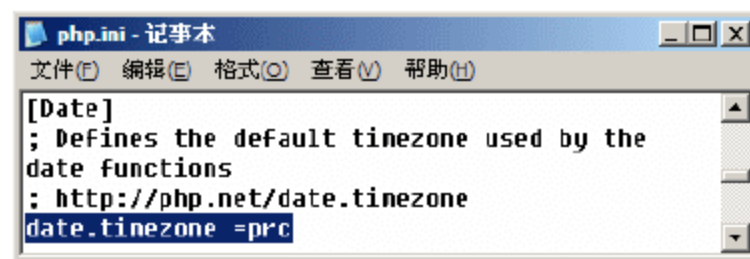 php.ini - 记事本
文件(F) 编辑(E) 格式(O) 查看(V) 帮助(H)
[Date]
; Defines the default timezone used by the
date functions
; http://php.net/date.timezone
date.timezone =prc